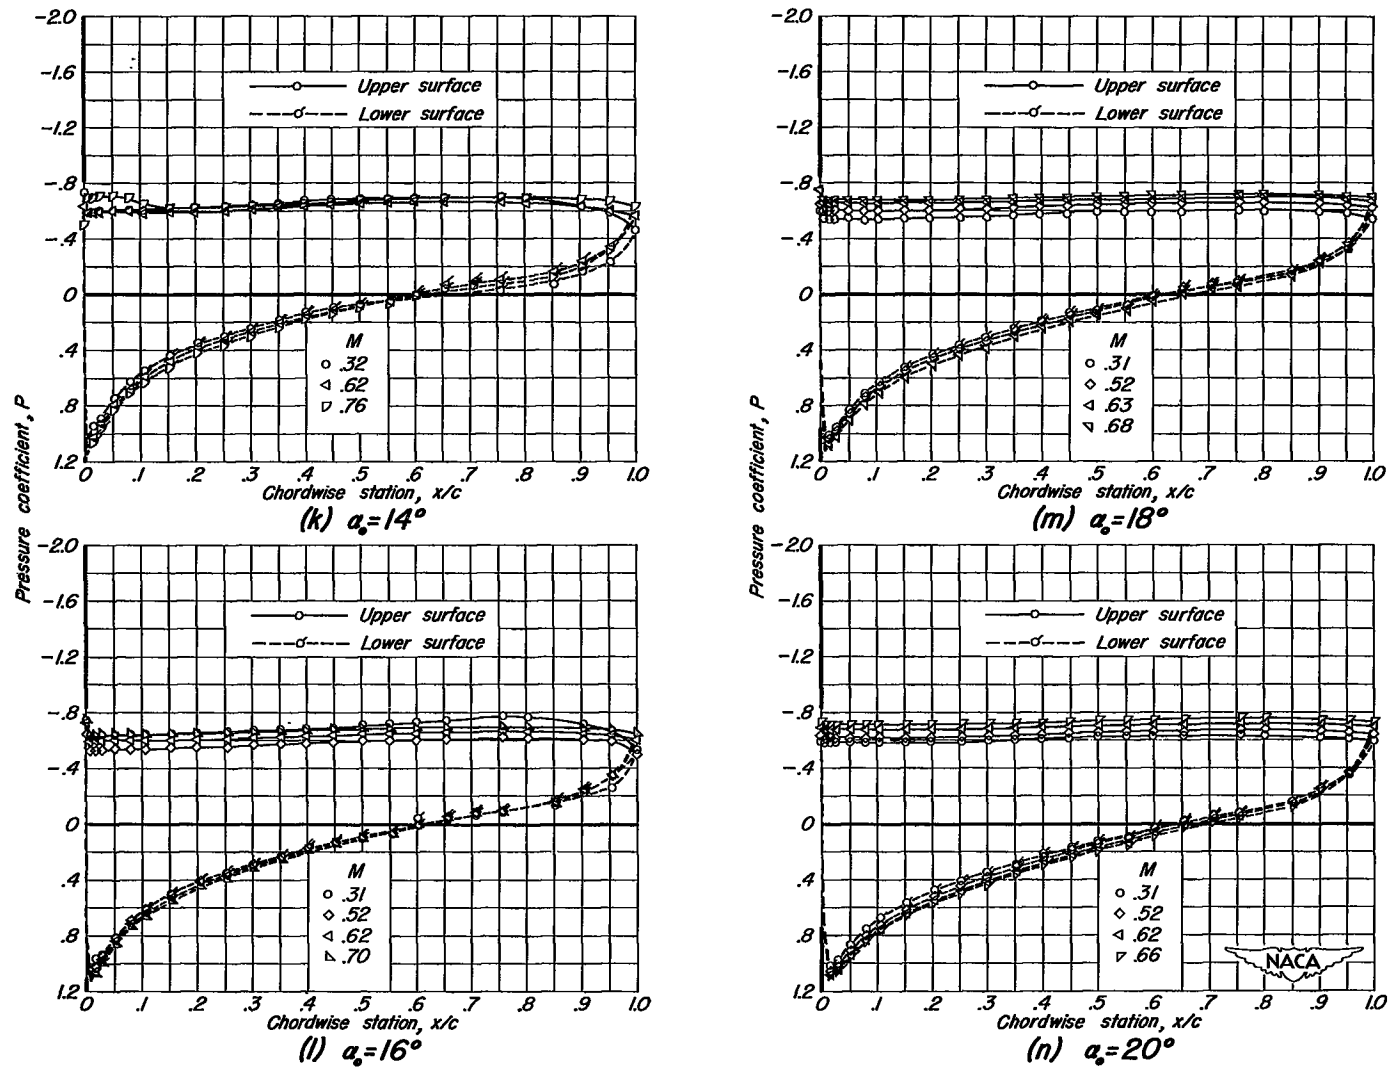 -2.0
-1.6
-1.2
-.8
-.4
0
.4
.8
1.2
Upper surface
Lower surface
M
.32
.62
.76
0 .1 .2 .3 .4 .5 .6 .7 .8 .9 1.0
Chordwise station, x/c
(k) αₒ=14°
Pressure coefficient, P
-2.0
-1.6
-1.2
-.8
-.4
0
.4
.8
1.2
Upper surface
Lower surface
M
.31
.52
.62
.70
0 .1 .2 .3 .4 .5 .6 .7 .8 .9 1.0
Chordwise station, x/c
(l) αₒ=16°
-2.0
-1.6
-1.2
-.8
-.4
0
.4
.8
1.2
Upper surface
Lower surface
M
.31
.52
.63
.68
0 .1 .2 .3 .4 .5 .6 .7 .8 .9 1.0
Chordwise station, x/c
(m) αₒ=18°
Pressure coefficient, P
-2.0
-1.6
-1.2
-.8
-.4
0
.4
.8
1.2
Upper surface
Lower surface
M
.31
.52
.62
.66
NACA
0 .1 .2 .3 .4 .5 .6 .7 .8 .9 1.0
Chordwise station, x/c
(n) αₒ=20°